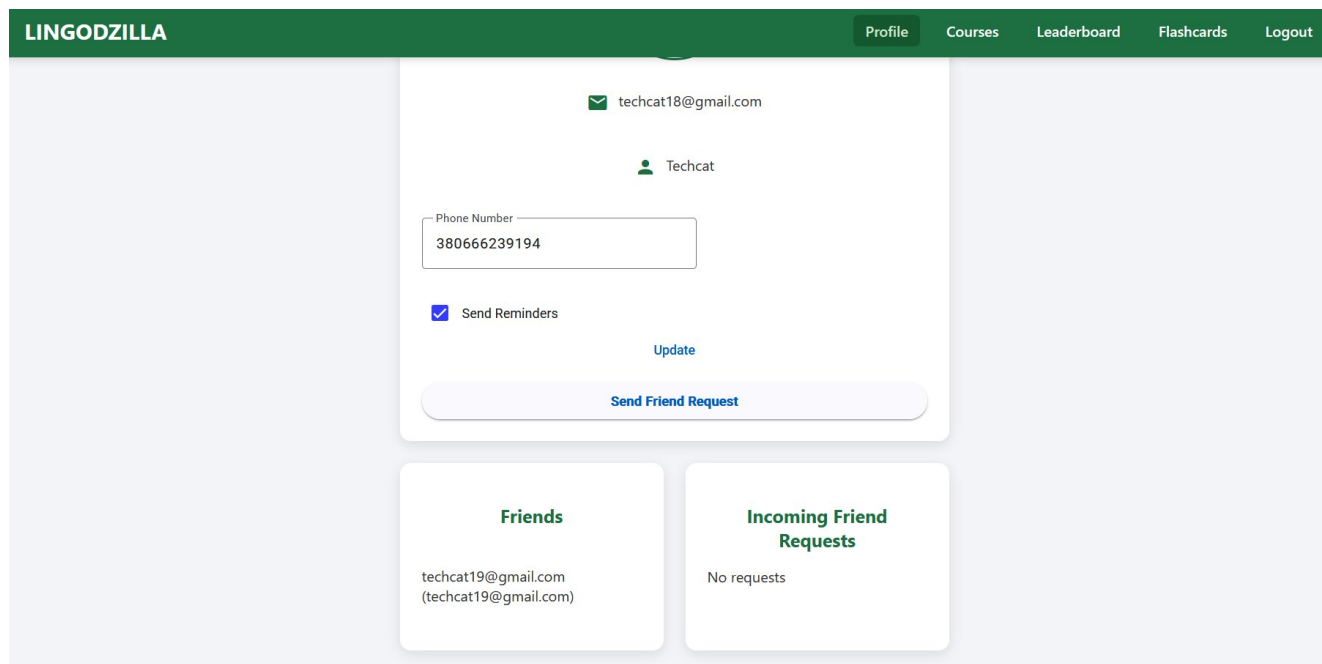 LINGODZILLA
Profile
Courses
Leaderboard
Flashcards
Logout
techcat18@gmail.com
Techcat
Phone Number
380666239194
Send Reminders
Update
Send Friend Request
Friends
techcat19@gmail.com
(techcat19@gmail.com)
Incoming Friend
Requests
No requests